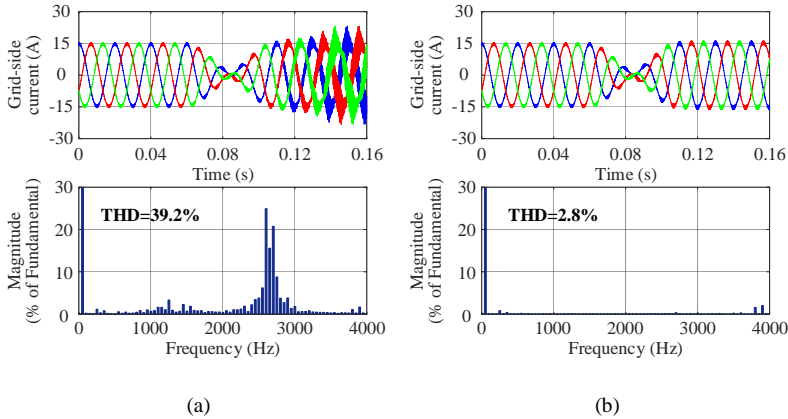 Grid-side
current (A)
30
15
0
-15
-30
0 0.04 0.08 0.12 0.16
Time (s)
Magnitude
(% of Fundamental)
30
20
10
0
THD=39.2%
0 1000 2000 3000 4000
Frequency (Hz)
(a)
Grid-side
current (A)
30
15
0
-15
-30
0 0.04 0.08 0.12 0.16
Time (s)
Magnitude
(% of Fundamental)
30
20
10
0
THD=2.8%
0 1000 2000 3000 4000
Frequency (Hz)
(b)